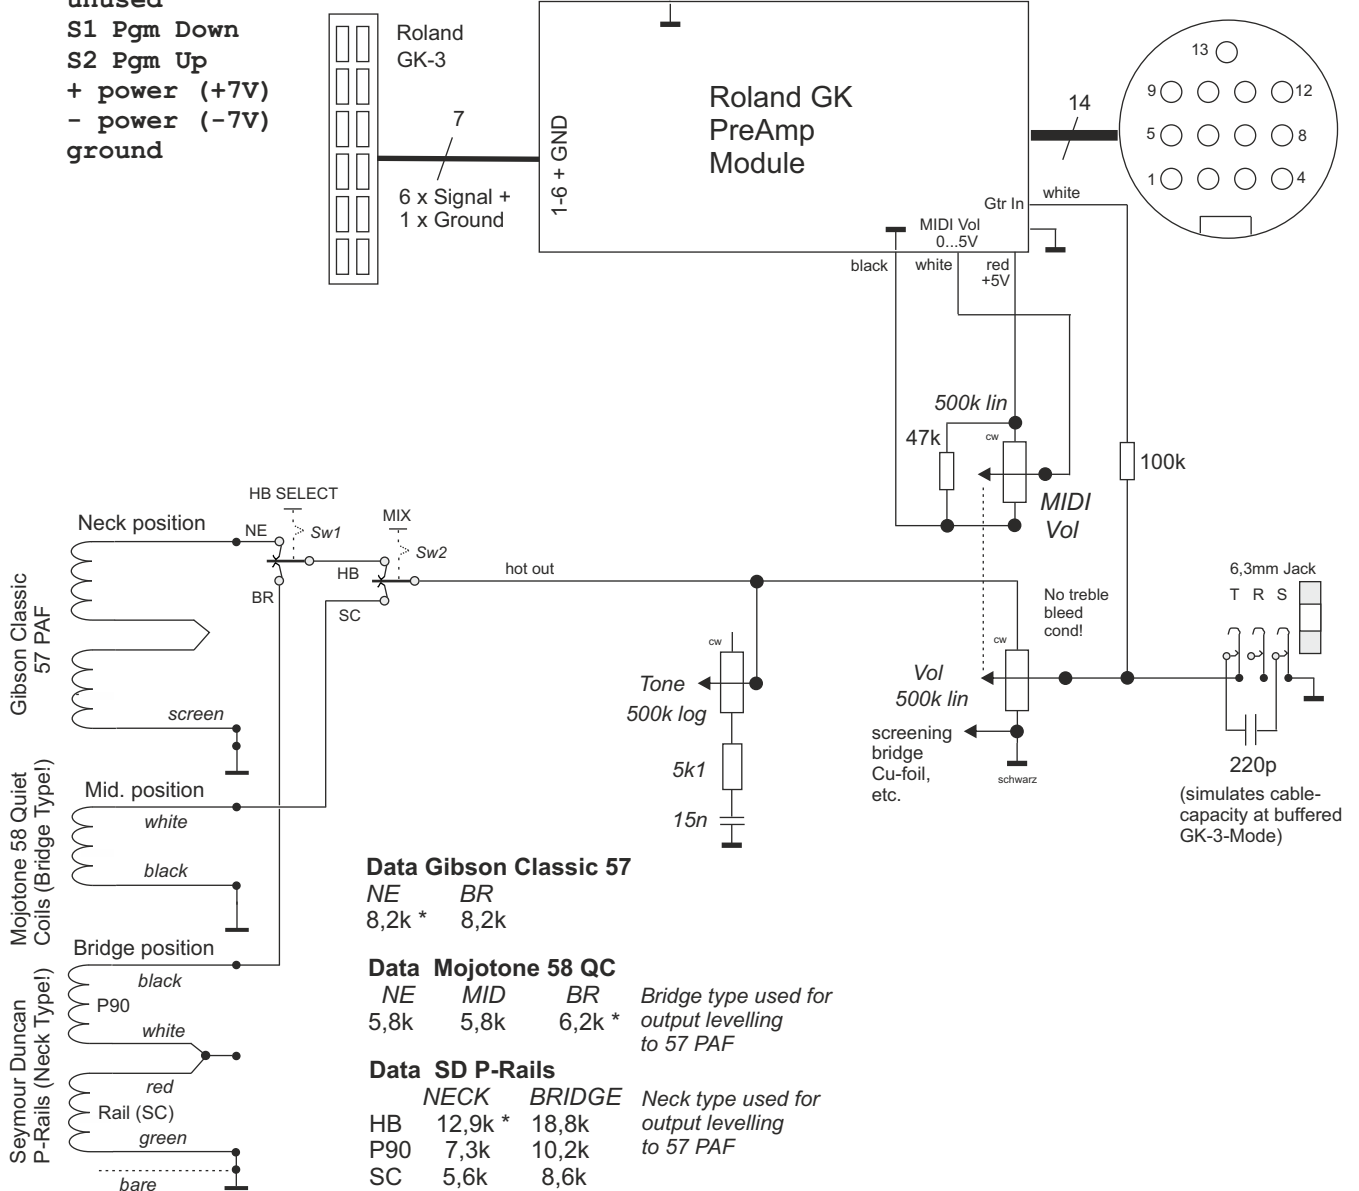 S1 Pgm Down
S2 Pgm Up
+ power (+7V)
- power (-7V)
ground
Roland
GK-3
7
6 x Signal +
1 x Ground
1-6 + GND
Roland GK
PreAmp
Module
Gtr In
MIDI Vol
0...5V
14
white
13
9
12
5
8
1
4
black
white
red
+5V
500k lin
47k
cw
MIDI
Vol
100k
HB SELECT
Sw1
MIX
Sw2
NE
BR
HB
SC
hot out
Neck position
Gibson Classic
57 PAF
screen
Mid. position
Mojotone 58 Quiet
Coils (Bridge Type!)
white
black
Bridge position
Seymour Duncan
P-Rails (Neck Type!)
black
P90
white
red
Rail (SC)
green
bare
cw
Tone
500k log
5k1
15n
No treble
bleed
cond!
cw
Vol
500k lin
screening
bridge
Cu-foil,
etc.
schwarz
6,3mm Jack
T R S
220p
(simulates cable-
capacity at buffered
GK-3-Mode)
Data Gibson Classic 57
NE BR
8,2k * 8,2k
Data Mojotone 58 QC
NE MID BR
5,8k 5,8k 6,2k *
Bridge type used for
output levelling
to 57 PAF
Data SD P-Rails
NECK BRIDGE
HB 12,9k * 18,8k
P90 7,3k 10,2k
SC 5,6k 8,6k
Neck type used for
output levelling
to 57 PAF